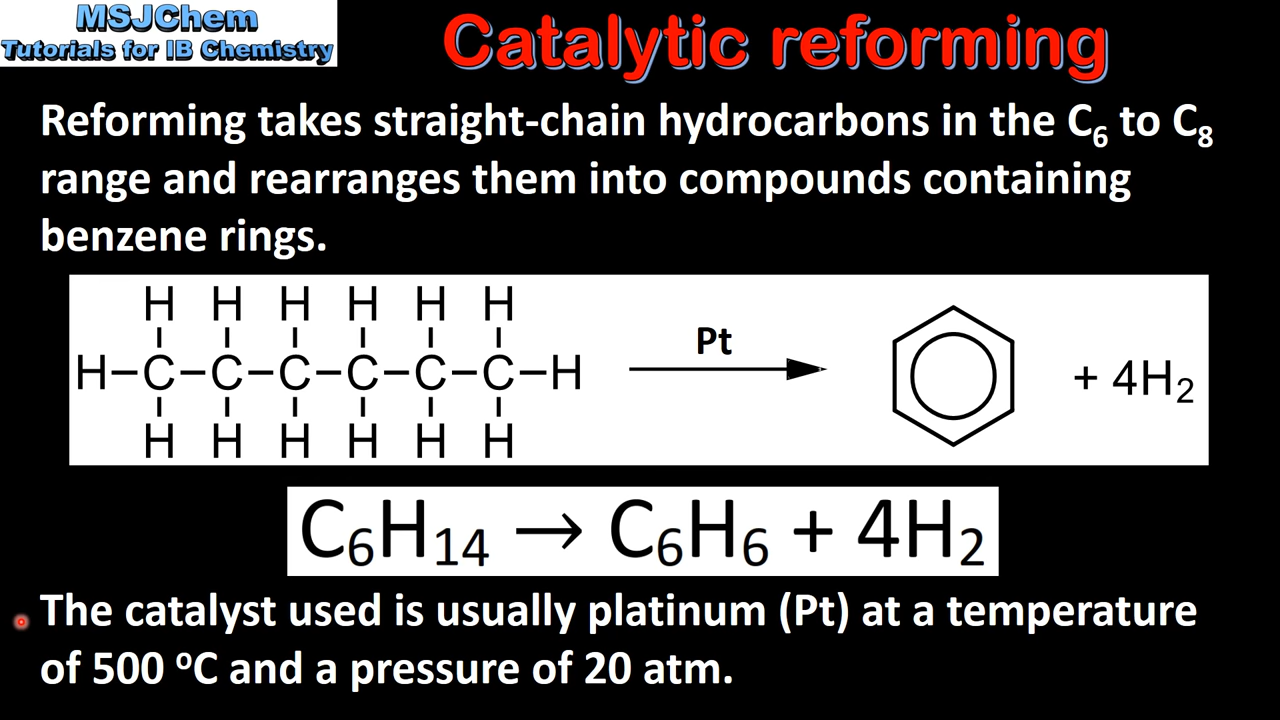 MSJChem
Tutorials for IB Chemistry
Catalytic reforming
Reforming takes straight-chain hydrocarbons in the C₆ to C₈
range and rearranges them into compounds containing
benzene rings.
H H H H H H
H–C–C–C–C–C–C–H
H H H H H H
Pt
+ 4H₂
C₆H₁₄ → C₆H₆ + 4H₂
The catalyst used is usually platinum (Pt) at a temperature
of 500 ºC and a pressure of 20 atm.